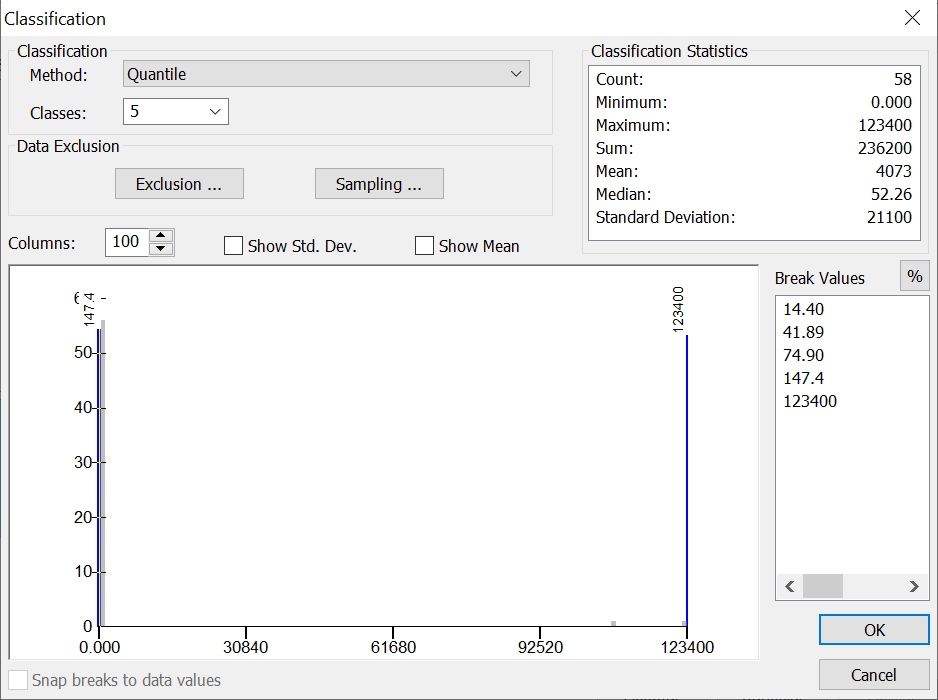 Classification
Classification
Method: Quantile
Classes: 5
Data Exclusion
Exclusion ...
Sampling ...
Columns: 100
Show Std. Dev.
Show Mean
Classification Statistics
Count: 58
Minimum: 0.000
Maximum: 123400
Sum: 236200
Mean: 4073
Median: 52.26
Standard Deviation: 21100
Break Values
%
14.40
41.89
74.90
147.4
123400
147.4
123400
50
40
30
20
10
0
0.000 30840 61680 92520 123400
Snap breaks to data values
OK
Cancel